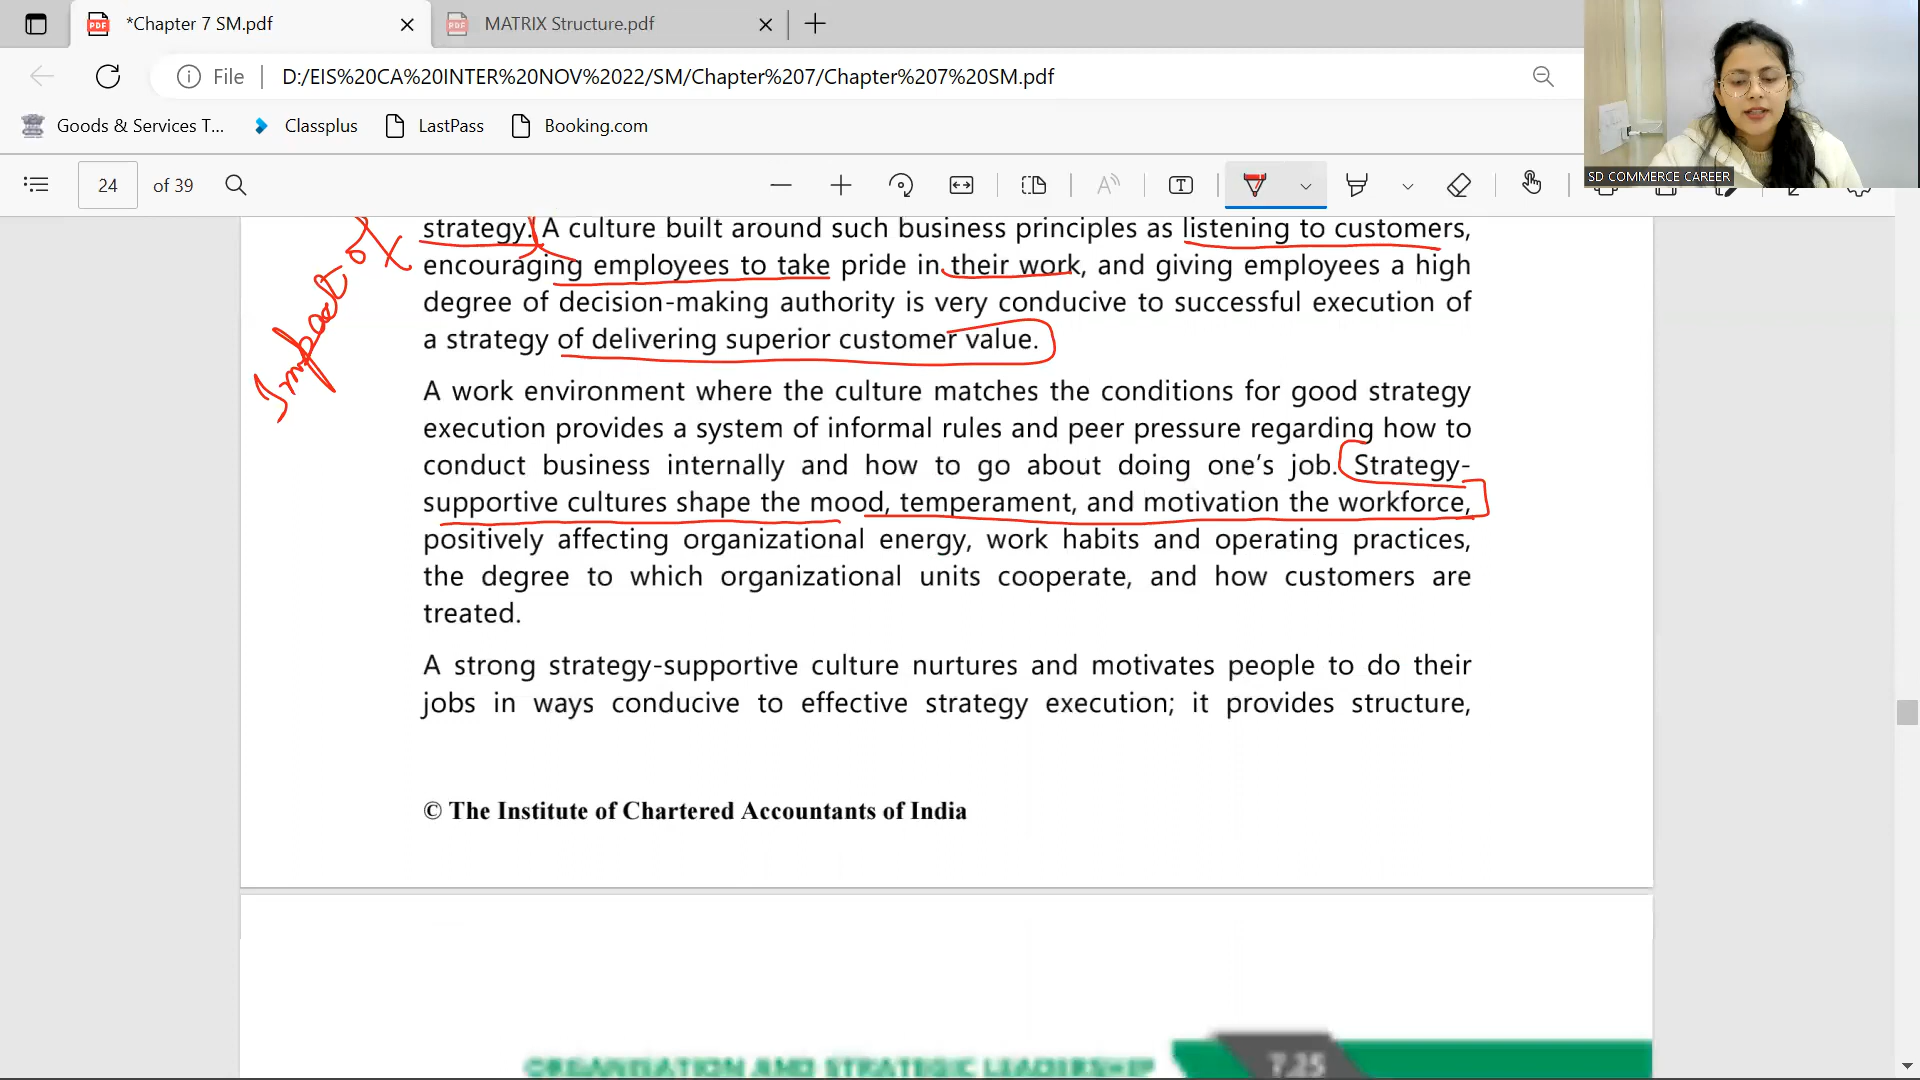 *Chapter 7 SM.pdf
MATRIX Structure.pdf
File
D:/EIS%20CA%20INTER%20NOV%2022/SM/Chapter%207/Chapter%207%20SM.pdf
Goods & Services T...
Classplus
LastPass
Booking.com
SD COMMERCE CAREER
24
of 39
strategy. A culture built around such business principles as listening to customers,
encouraging employees to take pride in their work, and giving employees a high
degree of decision-making authority is very conducive to successful execution of
a strategy of delivering superior customer value.
Impact of
A work environment where the culture matches the conditions for good strategy
execution provides a system of informal rules and peer pressure regarding how to
conduct business internally and how to go about doing one's job. Strategy-
supportive cultures shape the mood, temperament, and motivation the workforce,
positively affecting organizational energy, work habits and operating practices,
the degree to which organizational units cooperate, and how customers are
treated.
A strong strategy-supportive culture nurtures and motivates people to do their
jobs in ways conducive to effective strategy execution; it provides structure,
© The Institute of Chartered Accountants of India
ORGANISATION AND STRATEGIC LEADERSHIP
7.25